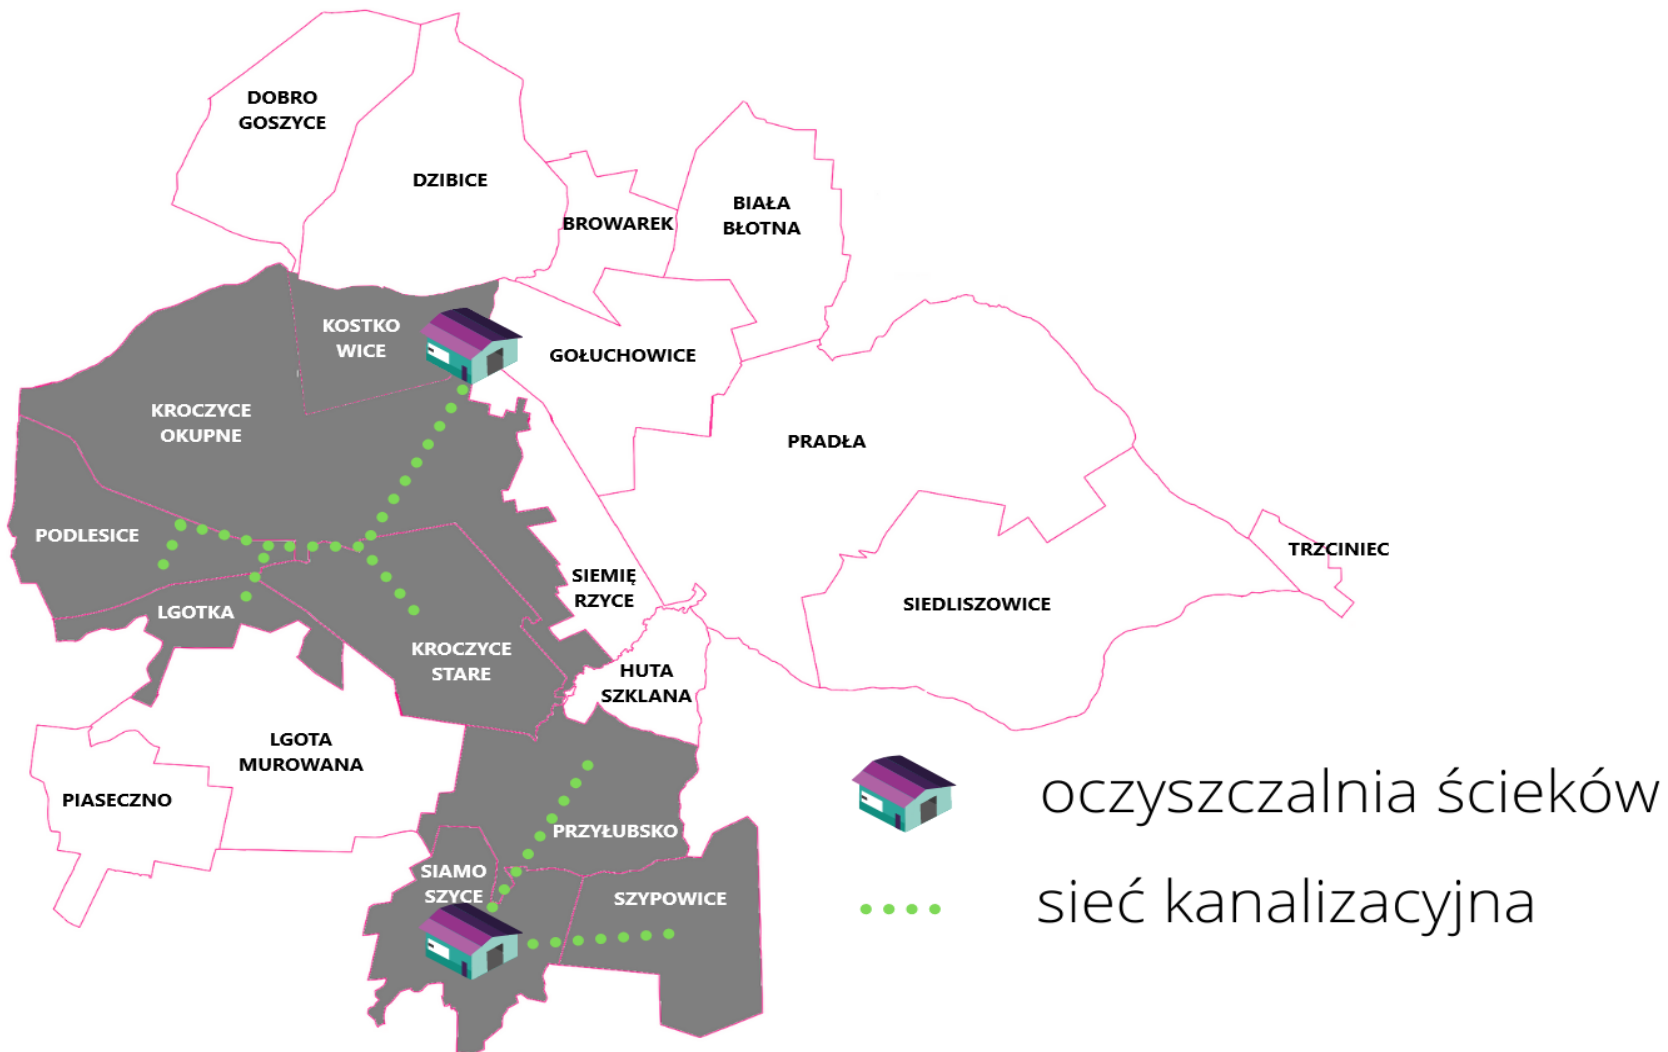 DOBRO
GOSZYCE
DZIBICE
BROWAREK
BIAŁA
BŁOTNA
KOSTKO
WICE
GOŁUCHOWICE
KROCZYCE
OKUPNE
PRADŁA
PODLESICE
TRZCINIEC
SIEMIĘ
RZYCE
SIEDLISZOWICE
LGOTKA
KROCZYCE
STARE
HUTA
SZKLANA
LGOTA
MUROWANA
PIASECZNO
PRZYŁUBSKO
SIAMO
SZYCE
SZYPOWICE
oczyszczalnia ścieków
sieć kanalizacyjna